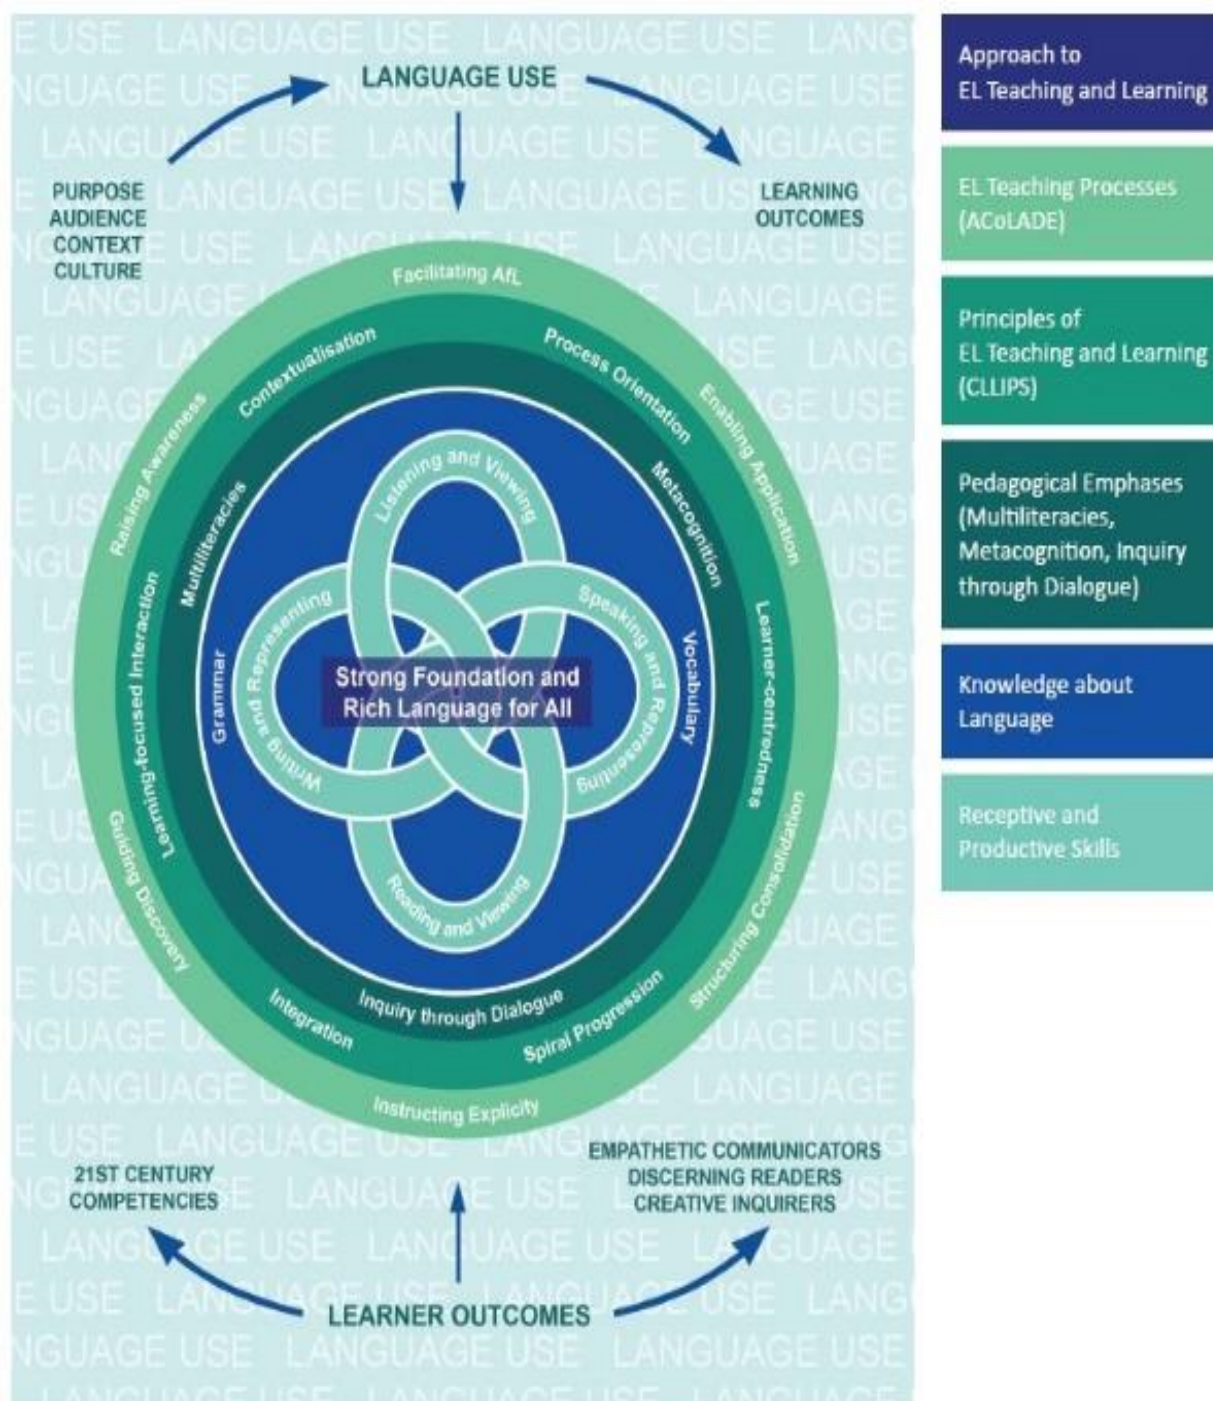 LANGUAGE USE
PURPOSE
AUDIENCE
CONTEXT
CULTURE
LEARNING
OUTCOMES
Facilitating AfL
Raising Awareness
Enabling Application
Guiding Discovery
Structuring Consolidation
Instructing Explicity
Contextualisation
Process Orientation
Learning-focused Interaction
Learner-centredness
Integration
Spiral Progression
Multiliteracies
Metacognition
Inquiry through Dialogue
Grammar
Vocabulary
Listening and Viewing
Writing and Representing
Speaking and Representing
Reading and Viewing
Strong Foundation and
Rich Language for All
21ST CENTURY
COMPETENCIES
EMPATHETIC COMMUNICATORS
DISCERNING READERS
CREATIVE INQUIRERS
LEARNER OUTCOMES
Approach to
EL Teaching and Learning
EL Teaching Processes
(ACoLADE)
Principles of
EL Teaching and Learning
(CLLIPS)
Pedagogical Emphases
(Multiliteracies,
Metacognition, Inquiry
through Dialogue)
Knowledge about
Language
Receptive and
Productive Skills